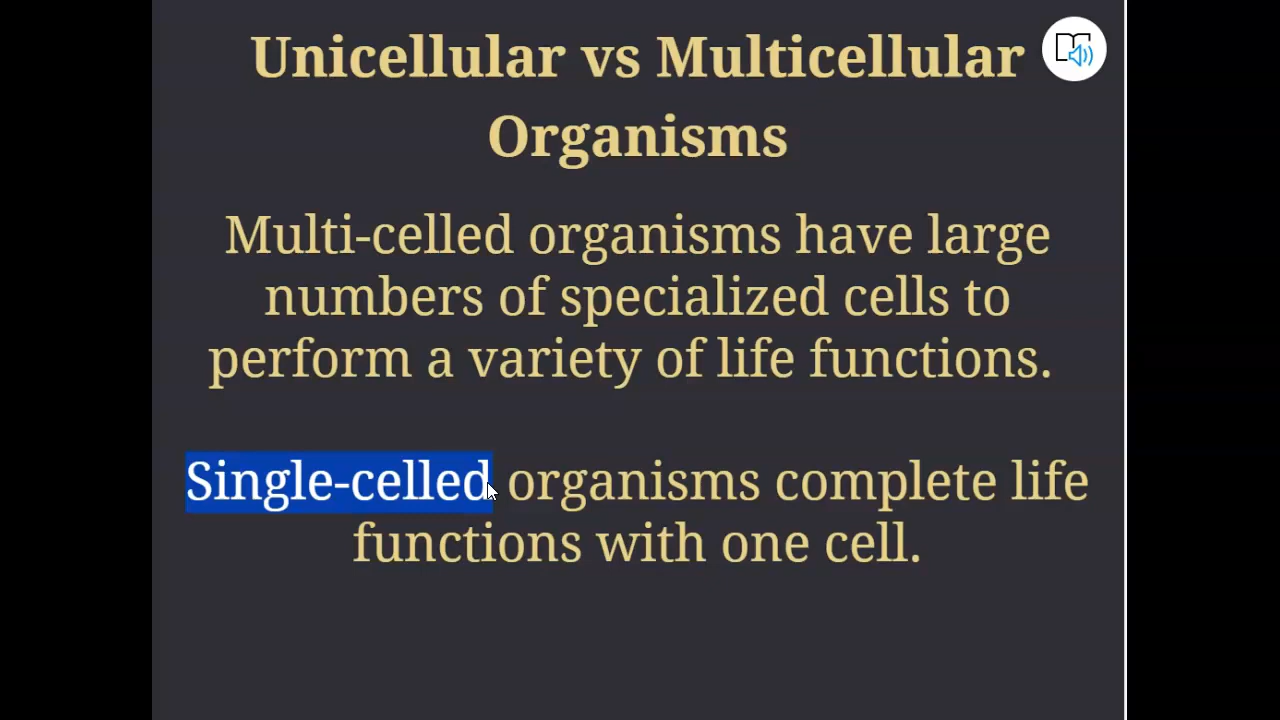 Unicellular vs Multicellular
Organisms
Multi-celled organisms have large
numbers of specialized cells to
perform a variety of life functions.
Single-celled organisms complete life
functions with one cell.